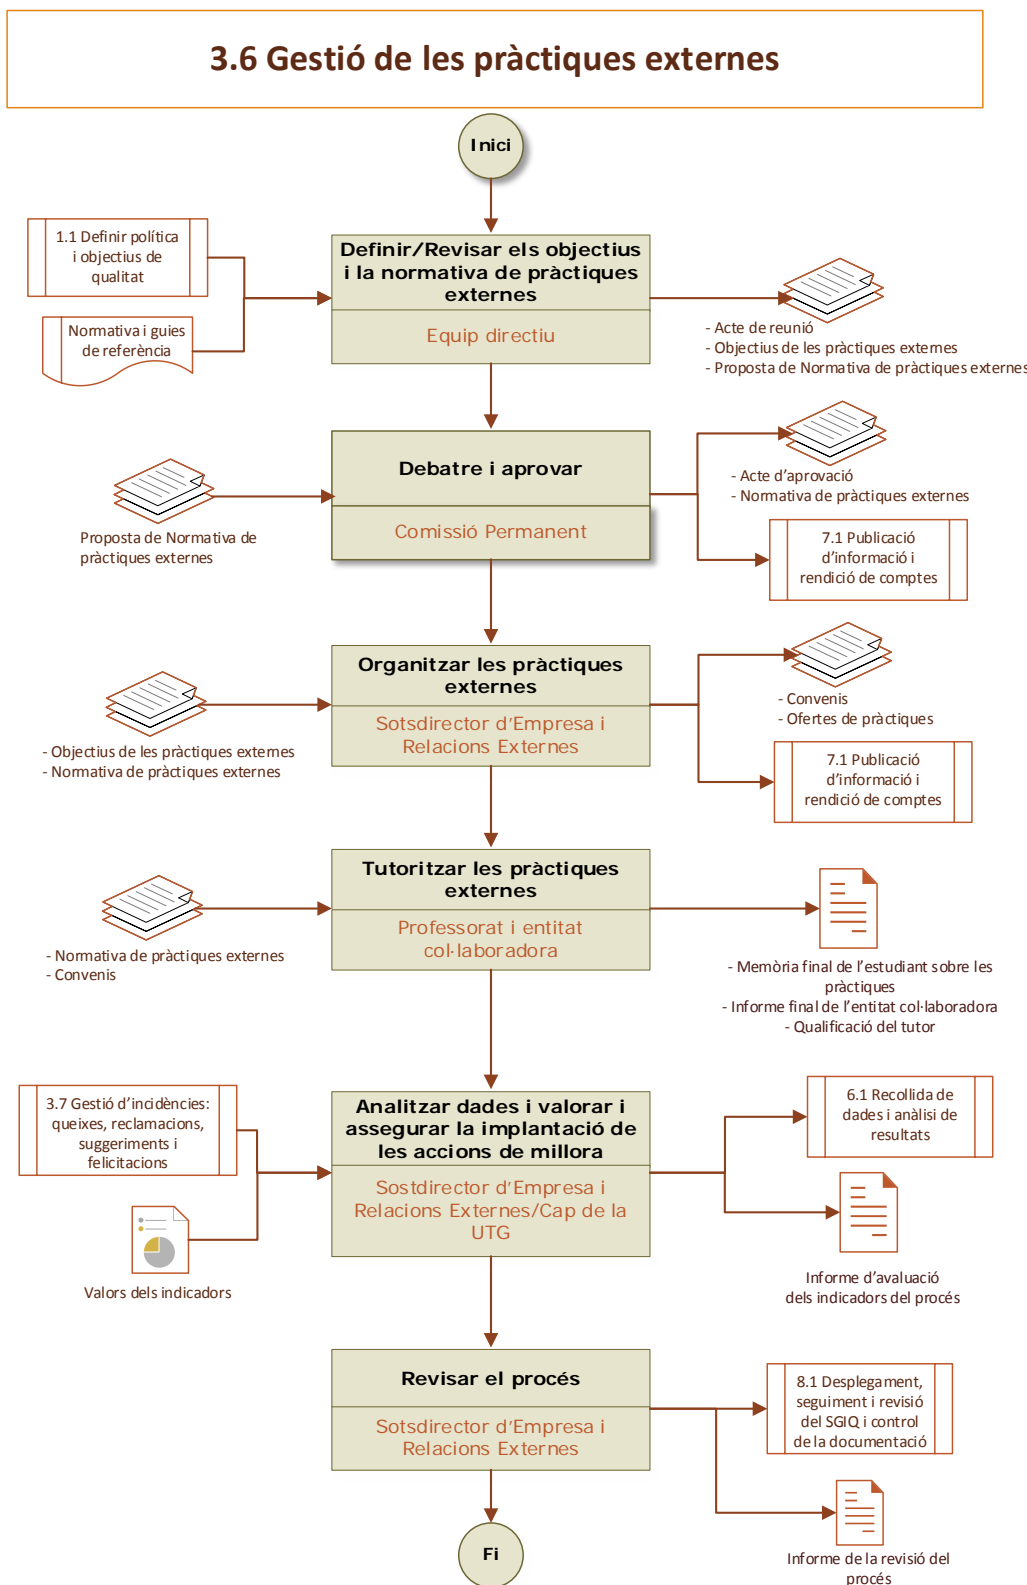 3.6 Gestió de les pràctiques externes
Inici
1.1 Definir política
i objectius de
qualitat
Normativa i guies
de referència
Definir/Revisar els objectius
i la normativa de pràctiques
externes
Equip directiu
- Acte de reunió
- Objectius de les pràctiques externes
- Proposta de Normativa de pràctiques externes
Proposta de Normativa de
pràctiques externes
Debatre i aprovar
Comissió Permanent
- Acte d'aprovació
- Normativa de pràctiques externes
7.1 Publicació
d'informació i
rendició de comptes
- Objectius de les pràctiques externes
- Normativa de pràctiques externes
Organitzar les pràctiques
externes
Sotsdirector d'Empresa i
Relacions Externes
- Convenis
- Ofertes de pràctiques
7.1 Publicació
d'informació i
rendició de comptes
- Normativa de pràctiques externes
- Convenis
Tutoritzar les pràctiques
externes
Professorat i entitat
col·laboradora
- Memòria final de l'estudiant sobre les
pràctiques
- Informe final de l'entitat col·laboradora
- Qualificació del tutor
3.7 Gestió d'incidències:
queixes, reclamacions,
suggeriments i
felicitacions
Valors dels indicadors
Analitzar dades i valorar i
assegurar la implantació de
les accions de millora
Sostdirector d'Empresa i
Relacions Externes/Cap de la
UTG
6.1 Recollida de
dades i anàlisi de
resultats
Informe d'avaluació
dels indicadors del procés
Revisar el procés
Sotsdirector d'Empresa i
Relacions Externes
8.1 Desplegament,
seguiment i revisió
del SGIQ i control
de la documentació
Informe de la revisió del
procés
Fi